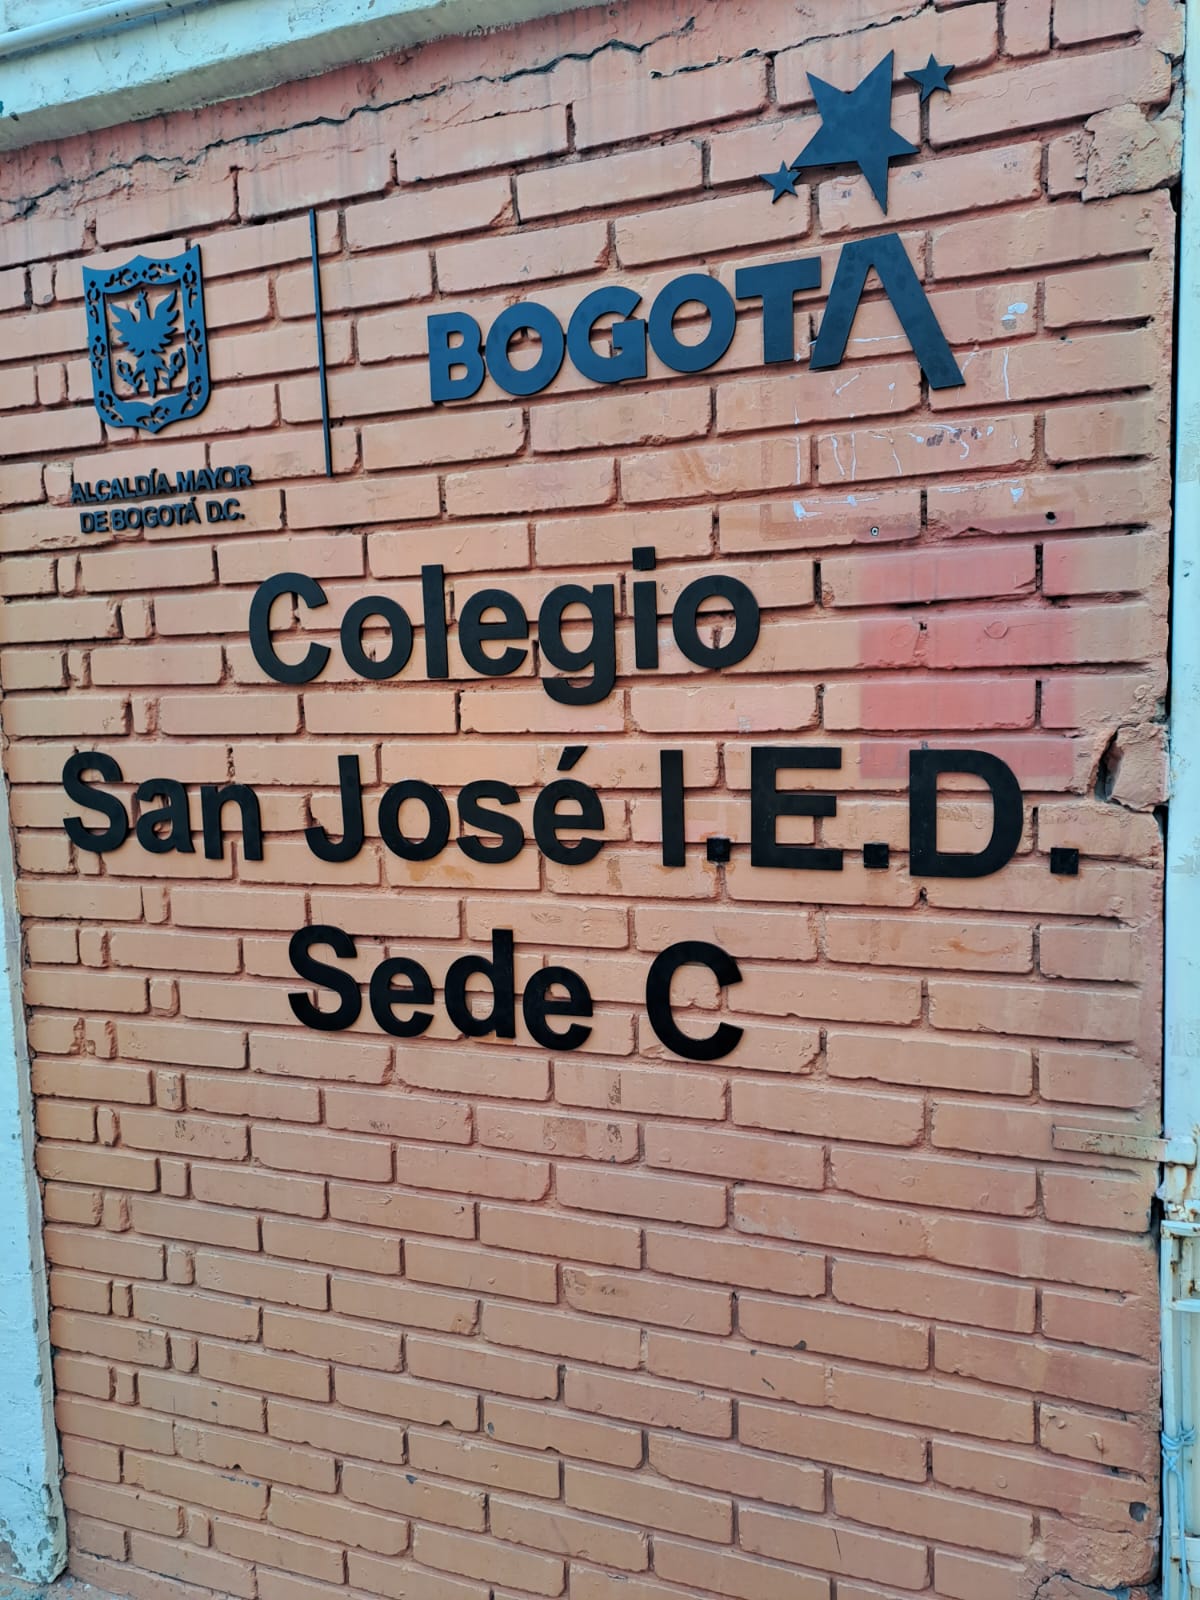 BOGOTÁ
ALCALDÍA MAYOR
DE BOGOTÁ D.C.
Colegio
San José I.E.D.
Sede C